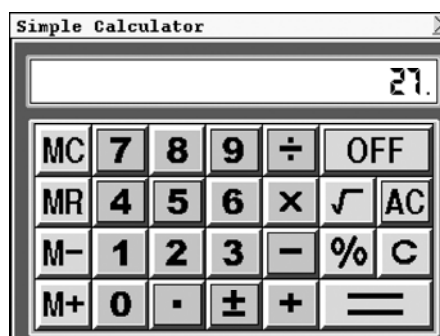 Simple Calculator
27.
MC 7 8 9 ÷ OFF
MR 4 5 6 × √ AC
M− 1 2 3 − % C
M+ 0 . ± + =